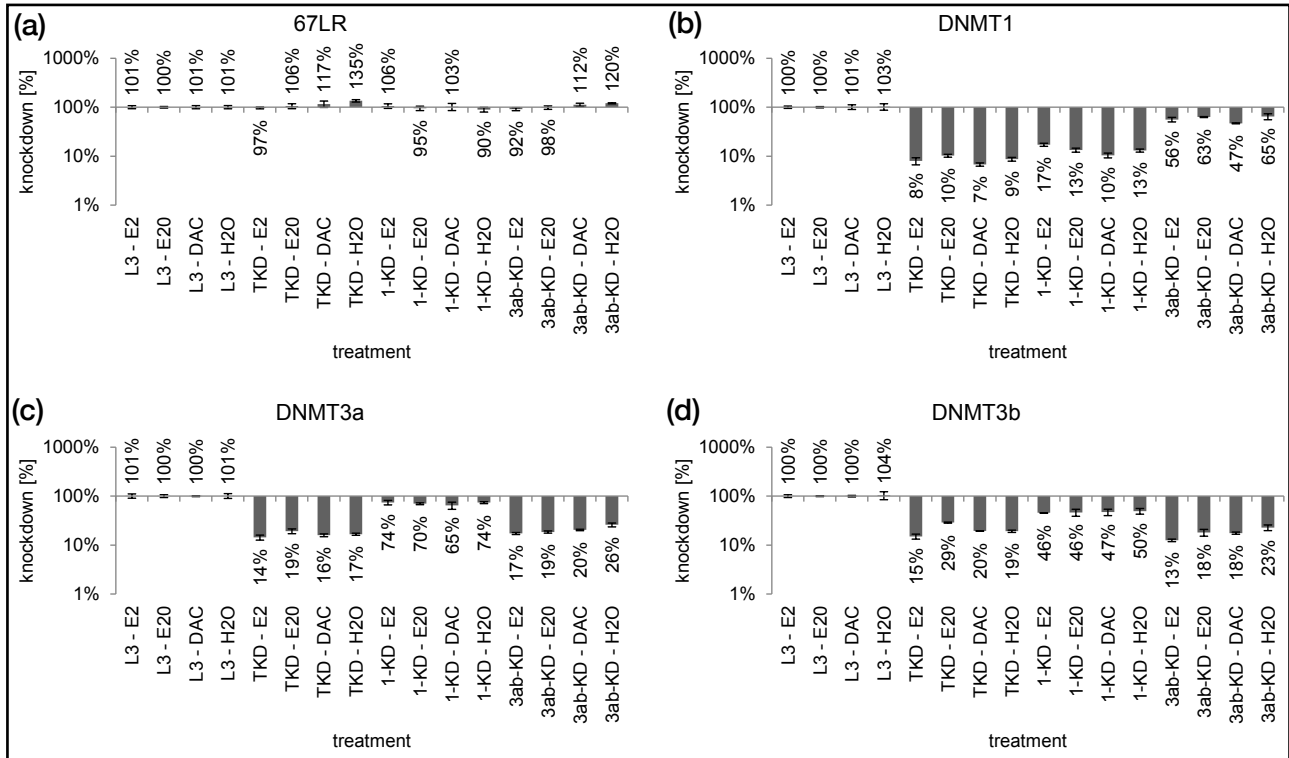 (a)
67LR
knockdown [%]
1000%
100%
10%
1%
101%
100%
101%
101%
97%
106%
117%
135%
106%
95%
103%
90%
92%
98%
112%
120%
L3 - E2
L3 - E20
L3 - DAC
L3 - H2O
TKD - E2
TKD - E20
TKD - DAC
TKD - H2O
1-KD - E2
1-KD - E20
1-KD - DAC
1-KD - H2O
3ab-KD - E2
3ab-KD - E20
3ab-KD - DAC
3ab-KD - H2O
treatment
(b)
DNMT1
knockdown [%]
1000%
100%
10%
1%
100%
100%
101%
103%
8%
10%
7%
9%
17%
13%
10%
13%
56%
63%
47%
65%
L3 - E2
L3 - E20
L3 - DAC
L3 - H2O
TKD - E2
TKD - E20
TKD - DAC
TKD - H2O
1-KD - E2
1-KD - E20
1-KD - DAC
1-KD - H2O
3ab-KD - E2
3ab-KD - E20
3ab-KD - DAC
3ab-KD - H2O
treatment
(c)
DNMT3a
knockdown [%]
1000%
100%
10%
1%
101%
100%
100%
101%
14%
19%
16%
17%
74%
70%
65%
74%
17%
19%
20%
26%
L3 - E2
L3 - E20
L3 - DAC
L3 - H2O
TKD - E2
TKD - E20
TKD - DAC
TKD - H2O
1-KD - E2
1-KD - E20
1-KD - DAC
1-KD - H2O
3ab-KD - E2
3ab-KD - E20
3ab-KD - DAC
3ab-KD - H2O
treatment
(d)
DNMT3b
knockdown [%]
1000%
100%
10%
1%
100%
100%
100%
104%
15%
29%
20%
19%
46%
46%
47%
50%
13%
18%
18%
23%
L3 - E2
L3 - E20
L3 - DAC
L3 - H2O
TKD - E2
TKD - E20
TKD - DAC
TKD - H2O
1-KD - E2
1-KD - E20
1-KD - DAC
1-KD - H2O
3ab-KD - E2
3ab-KD - E20
3ab-KD - DAC
3ab-KD - H2O
treatment